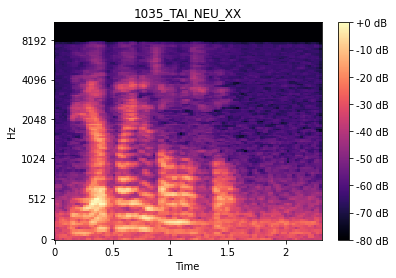 1035_TAI_NEU_XX
+0 dB
8192
-10 dB
4096
-20 dB
-30 dB
2048
Hz
-40 dB
1024
-50 dB
512
-60 dB
-70 dB
0
-80 dB
0 0.5 1 1.5 2
Time